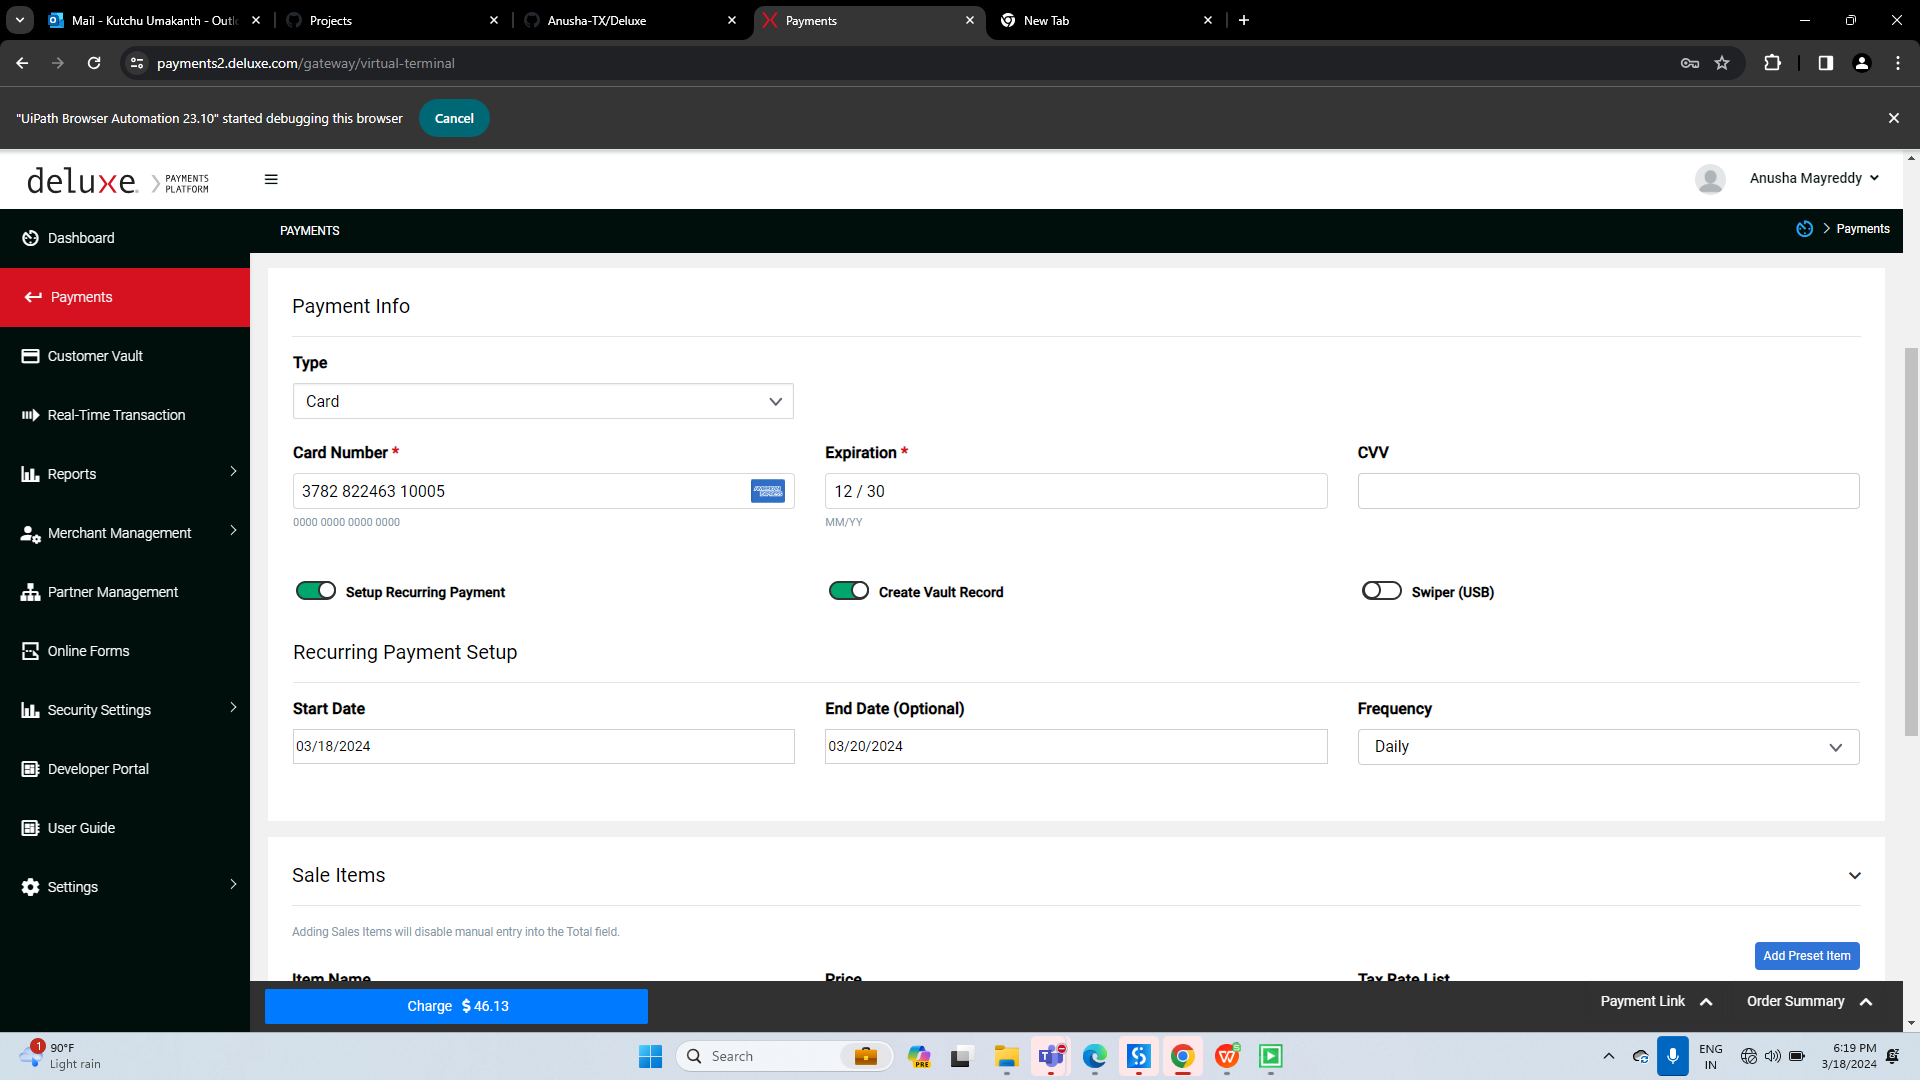 Mail - Kutchu Umakanth - Outl
Projects
Anusha-TX/Deluxe
Payments
New Tab
payments2.deluxe.com/gateway/virtual-terminal
"UiPath Browser Automation 23.10" started debugging this browser
Cancel
deluxe. PAYMENTS PLATFORM
Anusha Mayreddy
Dashboard
PAYMENTS
Payments
Payments
Customer Vault
Real-Time Transaction
Reports
Merchant Management
Partner Management
Online Forms
Security Settings
Developer Portal
User Guide
Settings
Payment Info
Type
Card
Card Number *
Expiration *
CVV
3782 822463 10005
AMERICAN EXPRESS
12 / 30
0000 0000 0000 0000
MM/YY
Setup Recurring Payment
Create Vault Record
Swiper (USB)
Recurring Payment Setup
Start Date
End Date (Optional)
Frequency
03/18/2024
03/20/2024
Daily
Sale Items
Adding Sales Items will disable manual entry into the Total field.
Add Preset Item
Item Name
Price
Tax Rate List
Charge $ 46.13
Payment Link
Order Summary
1
90°F
Light rain
Search
PRE
ENG
IN
6:19 PM
3/18/2024